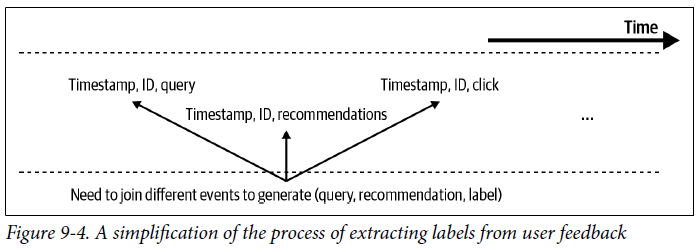 Time
Timestamp, ID, query
Timestamp, ID, click
Timestamp, ID, recommendations
...
Need to join different events to generate (query, recommendation, label)
Figure 9-4. A simplification of the process of extracting labels from user feedback